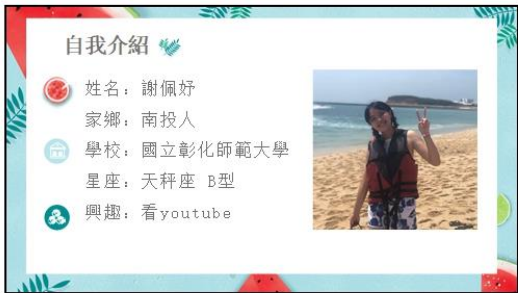 自我介紹
姓名：謝佩妤
家鄉：南投人
學校：國立彰化師範大學
星座：天秤座 B型
興趣：看youtube